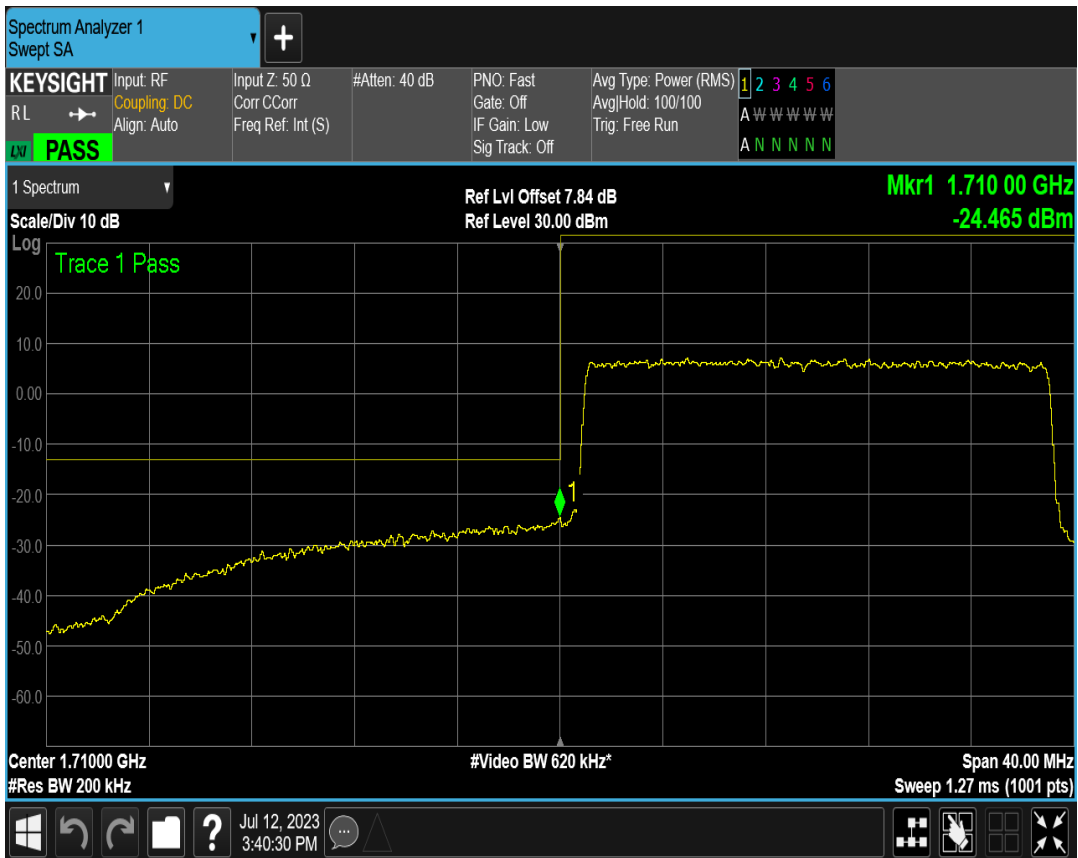 Spectrum Analyzer 1
Swept SA
+
KEYSIGHT
RL
LXI PASS
Input: RF
Coupling: DC
Align: Auto
Input Z: 50 Ω
Corr CCorr
Freq Ref: Int (S)
#Atten: 40 dB
PNO: Fast
Gate: Off
IF Gain: Low
Sig Track: Off
Avg Type: Power (RMS)
Avg|Hold: 100/100
Trig: Free Run
1 2 3 4 5 6
A W W W W W
A N N N N N
1 Spectrum
Scale/Div 10 dB
Ref Lvl Offset 7.84 dB
Ref Level 30.00 dBm
Mkr1 1.710 00 GHz
-24.465 dBm
Log
Trace 1 Pass
20.0
10.0
0.00
-10.0
-20.0
1
-30.0
-40.0
-50.0
-60.0
Center 1.71000 GHz
#Res BW 200 kHz
#Video BW 620 kHz*
Span 40.00 MHz
Sweep 1.27 ms (1001 pts)
?
Jul 12, 2023
3:40:30 PM